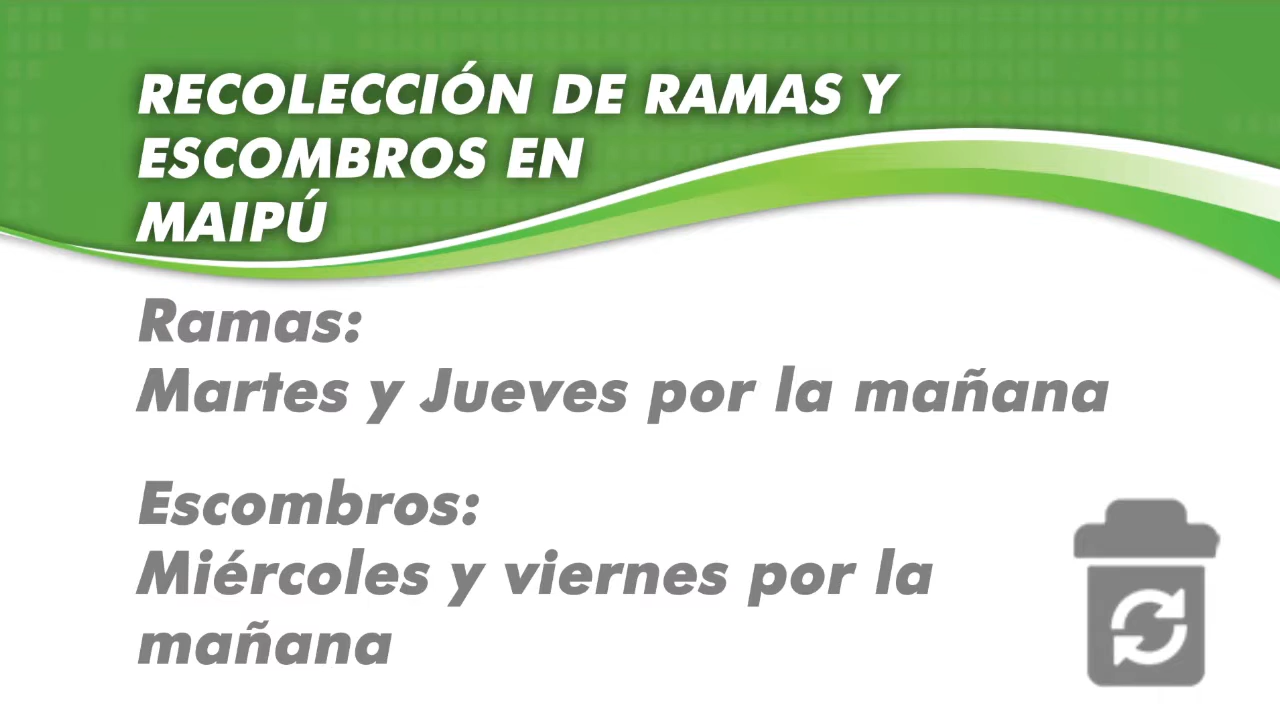 RECOLECCIÓN DE RAMAS Y
ESCOMBROS EN
MAIPÚ
Ramas:
Martes y Jueves por la mañana
Escombros:
Miércoles y viernes por la
mañana